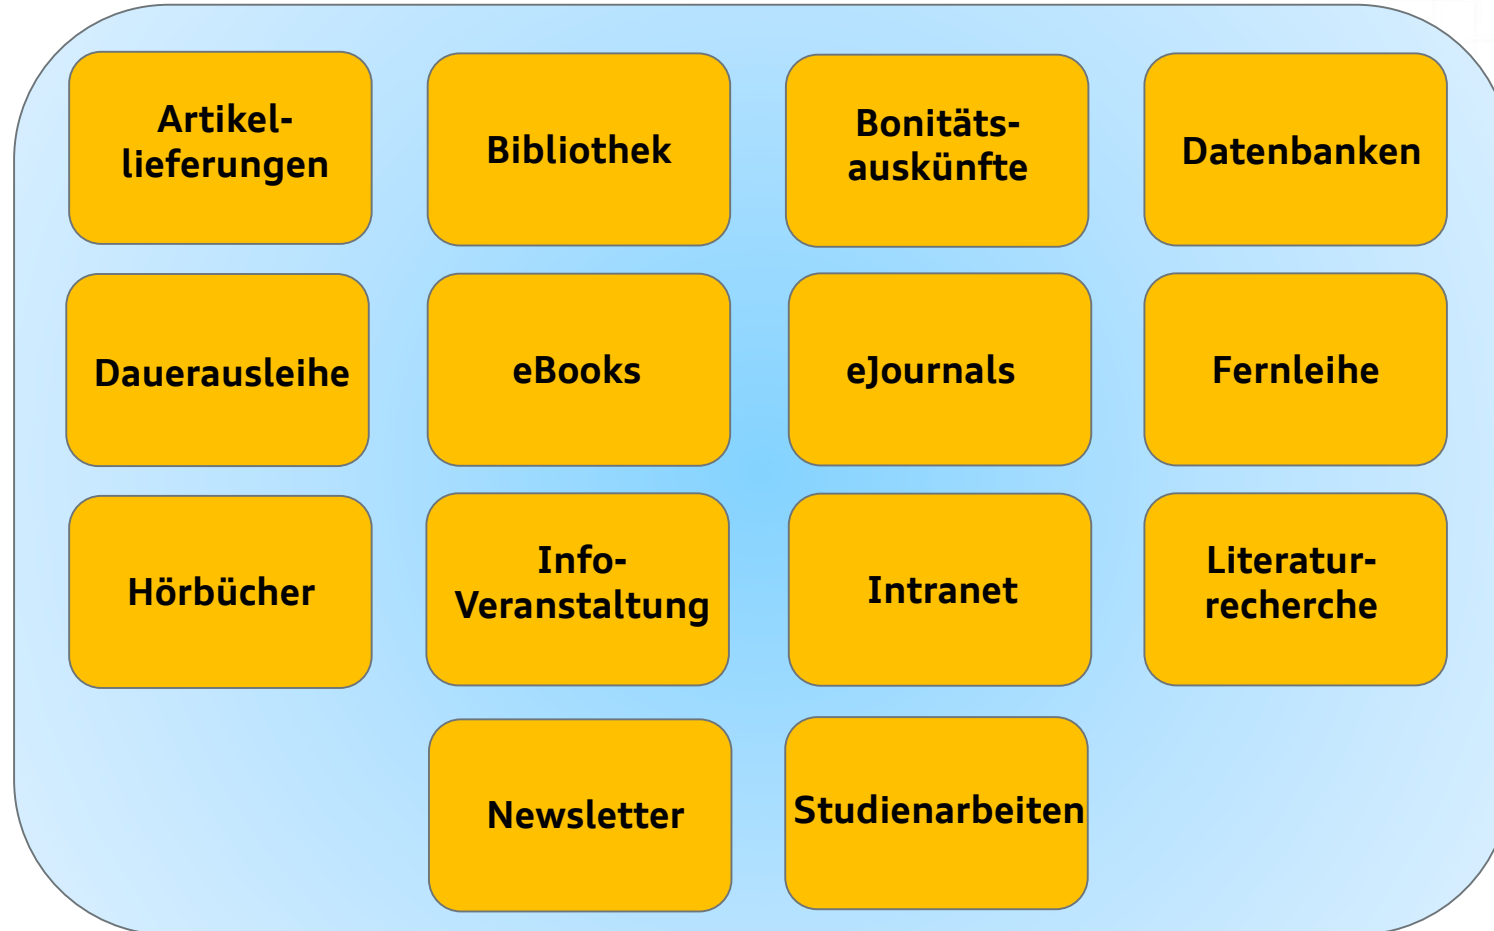 Artikel-
lieferungen
Bibliothek
Bonitäts-
auskünfte
Datenbanken
Dauerausleihe
eBooks
eJournals
Fernleihe
Hörbücher
Info-
Veranstaltung
Intranet
Literatur-
recherche
Newsletter
Studienarbeiten